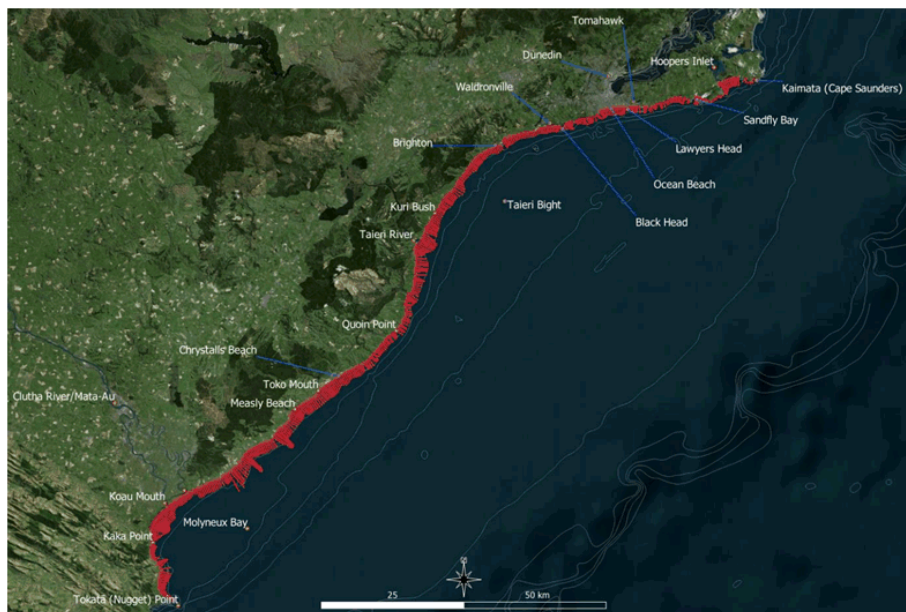 Tomahawk
Dunedin
Hoopers Inlet
Waldronville
Kaimata (Cape Saunders)
Sandfly Bay
Brighton
Lawyers Head
Ocean Beach
Kuri Bush
Taieri Bight
Black Head
Taieri River
Quoin Point
Chrystalls Beach
Toko Mouth
Clutha River/Mata-Au
Measly Beach
Koau Mouth
Molyneux Bay
Kaka Point
Tokatā (Nugget) Point
25
50 km